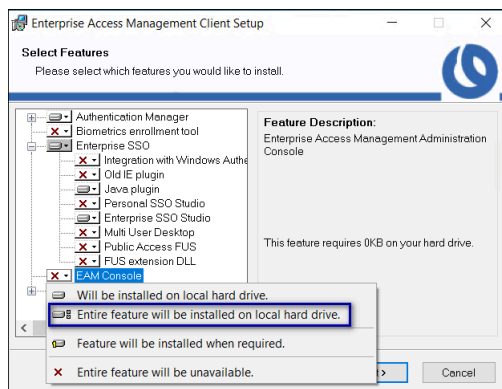 Enterprise Access Management Client Setup
Select Features
Please select which features you would like to install.
Authentication Manager
Biometrics enrollment tool
Enterprise SSO
Integration with Windows Authe
Old IE plugin
Java plugin
Personal SSO Studio
Enterprise SSO Studio
Multi User Desktop
Public Access FUS
FUS extension DLL
EAM Console
Feature Description:
Enterprise Access Management Administration
Console
This feature requires 0KB on your hard drive.
Will be installed on local hard drive.
Entire feature will be installed on local hard drive.
Feature will be installed when required.
Entire feature will be unavailable.
>
Cancel